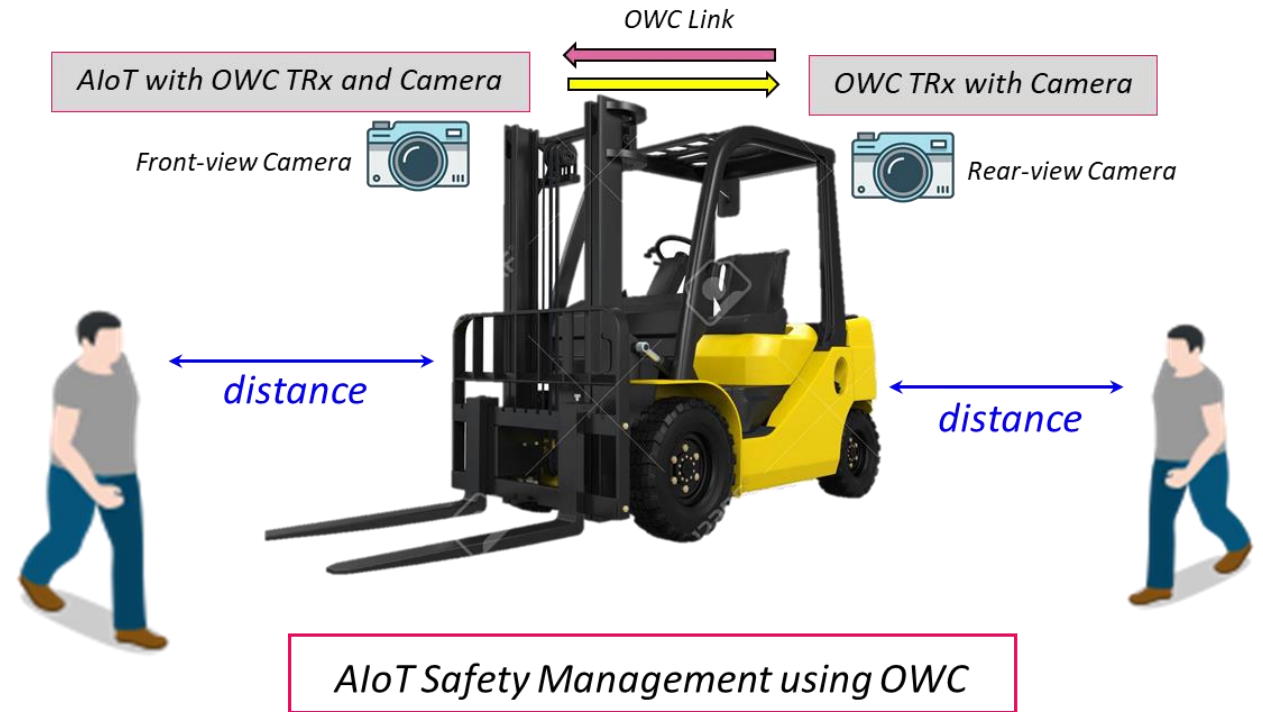 OWC Link
AIoT with OWC TRx and Camera
OWC TRx with Camera
Front-view Camera
Rear-view Camera
distance
distance
AIoT Safety Management using OWC